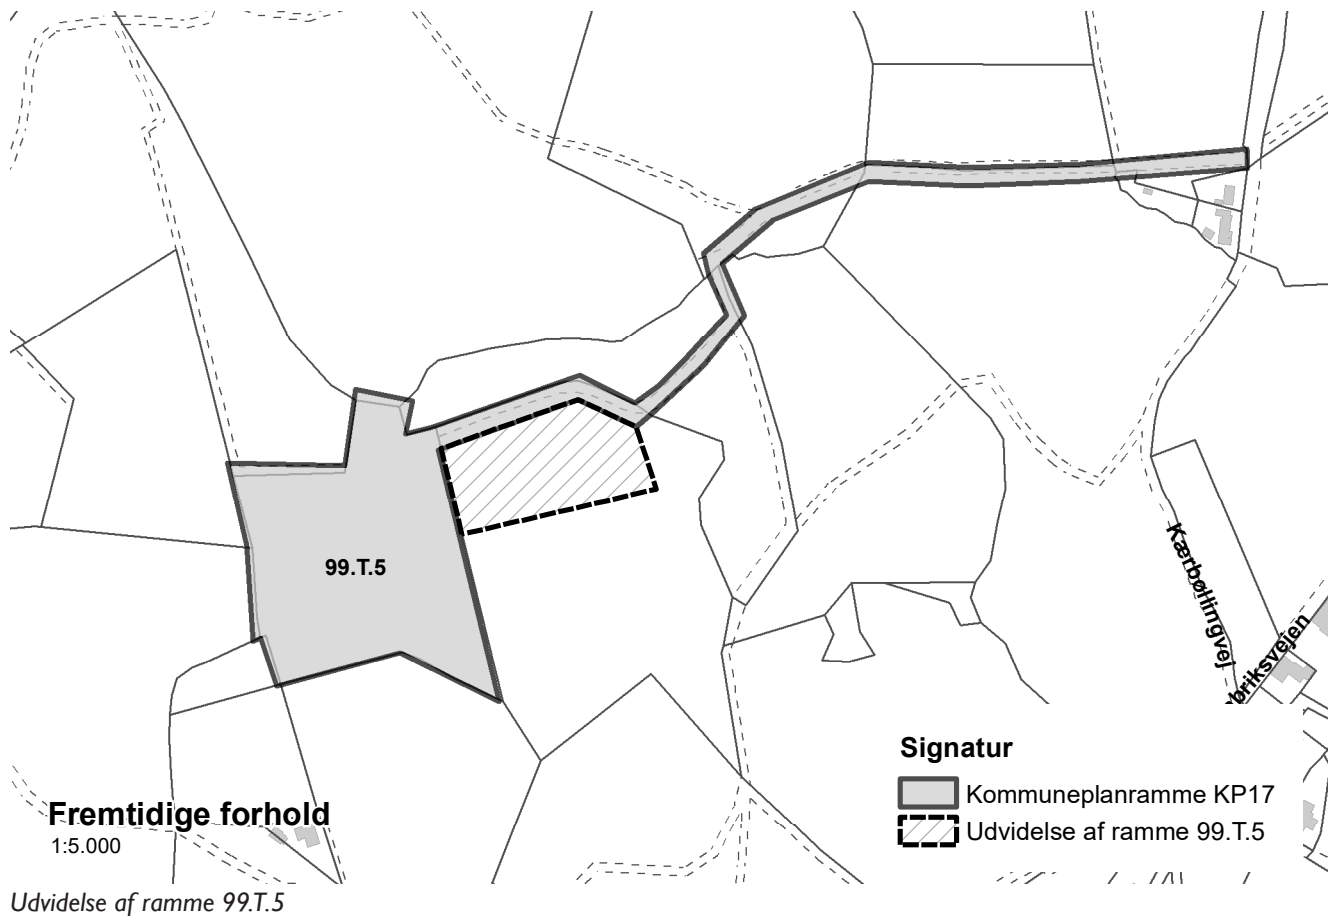 99.T.5
Kærbøllingvej
briksvejen
Signatur
Kommuneplanramme KP17
Udvidelse af ramme 99.T.5
Fremtidige forhold
1:5.000
Udvidelse af ramme 99.T.5